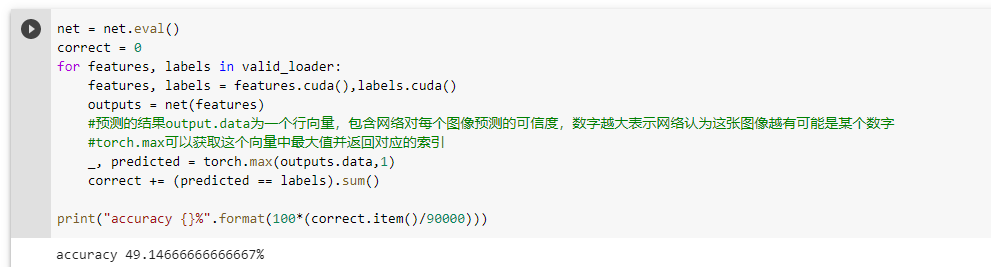 net = net.eval()
correct = 0
for features, labels in valid_loader:
    features, labels = features.cuda(),labels.cuda()
    outputs = net(features)
    #预测的结果output.data为一个行向量，包含网络对每个图像预测的可信度，数字越大表示网络认为这张图像越有可能是某个数字
    #torch.max可以获取这个向量中最大值并返回对应的索引
    _, predicted = torch.max(outputs.data,1)
    correct += (predicted == labels).sum()
print("accuracy {}%".format(100*(correct.item()/90000)))
accuracy 49.14666666666667%